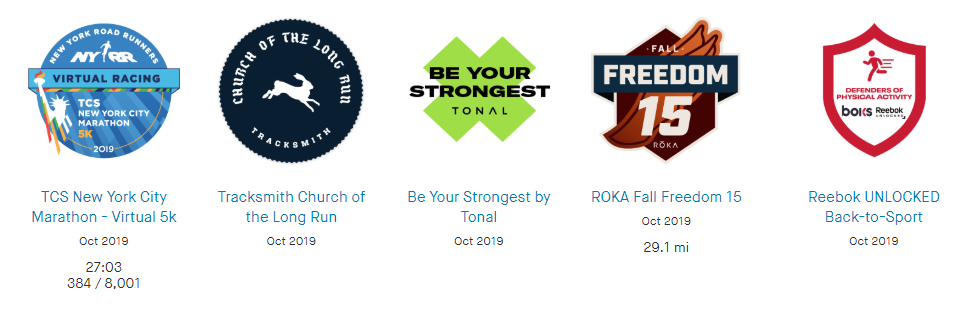 NEW YORK ROAD RUNNERS
NYRR
VIRTUAL RACING
TCS
NEW YORK CITY
MARATHON
5K
2019
CHURCH OF THE LONG RUN
TRACKSMITH
BE YOUR
STRONGEST
TONAL
FALL
FREEDOM
15
RŌKA
DEFENDERS OF
PHYSICAL ACTIVITY
boks Reebok
UNLOCKED
TCS New York City
Marathon - Virtual 5k
Oct 2019
27:03
384 / 8,001
Tracksmith Church of
the Long Run
Oct 2019
Be Your Strongest by
Tonal
Oct 2019
ROKA Fall Freedom 15
Oct 2019
29.1 mi
Reebok UNLOCKED
Back-to-Sport
Oct 2019